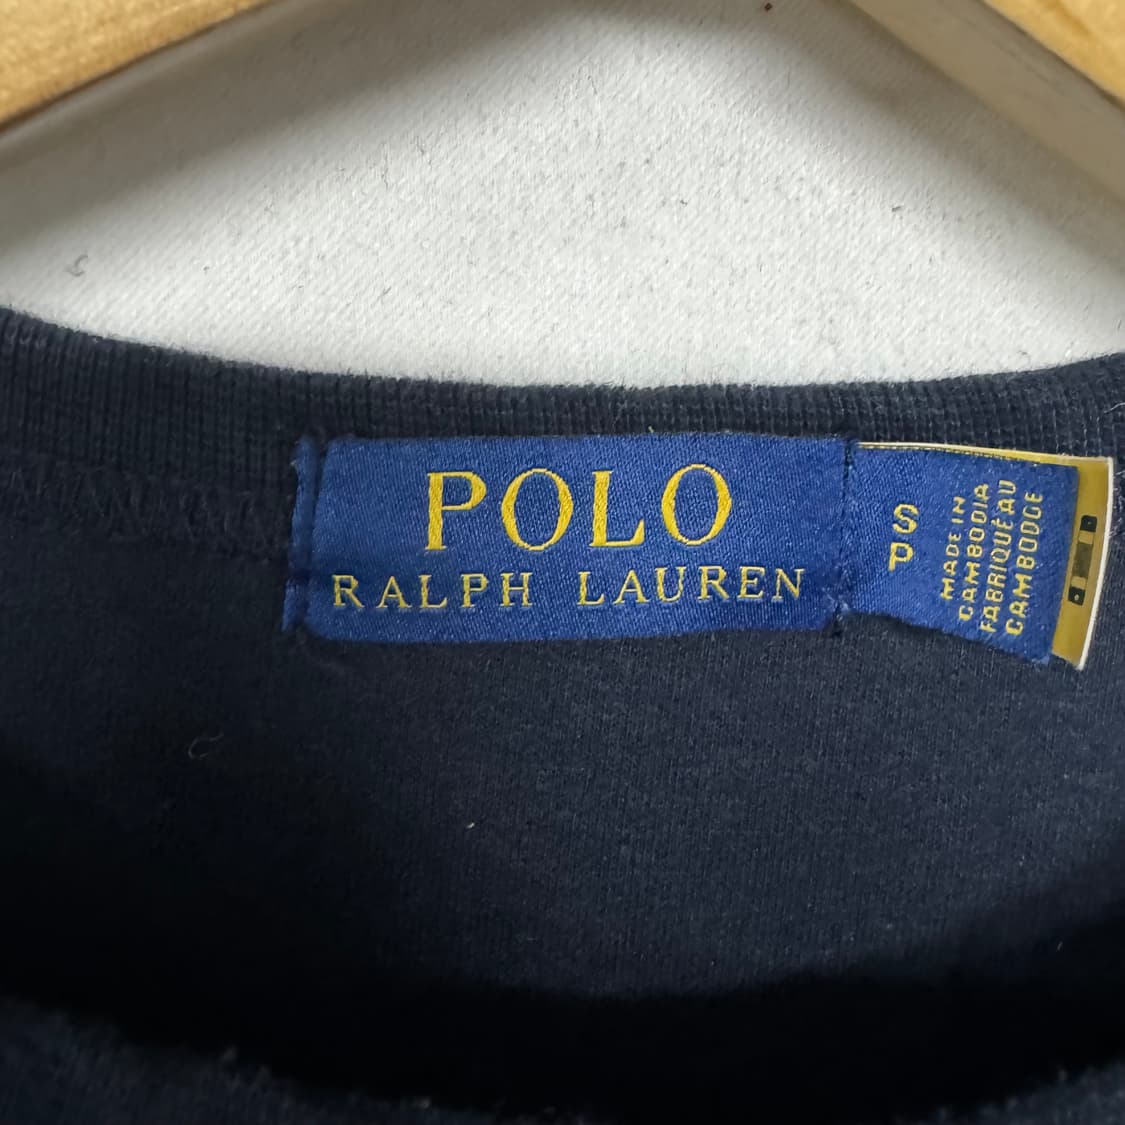 POLO
RALPH LAUREN
S
P
MADE IN
CAMBODIA
FABRIQUÉ AU
CAMBODGE